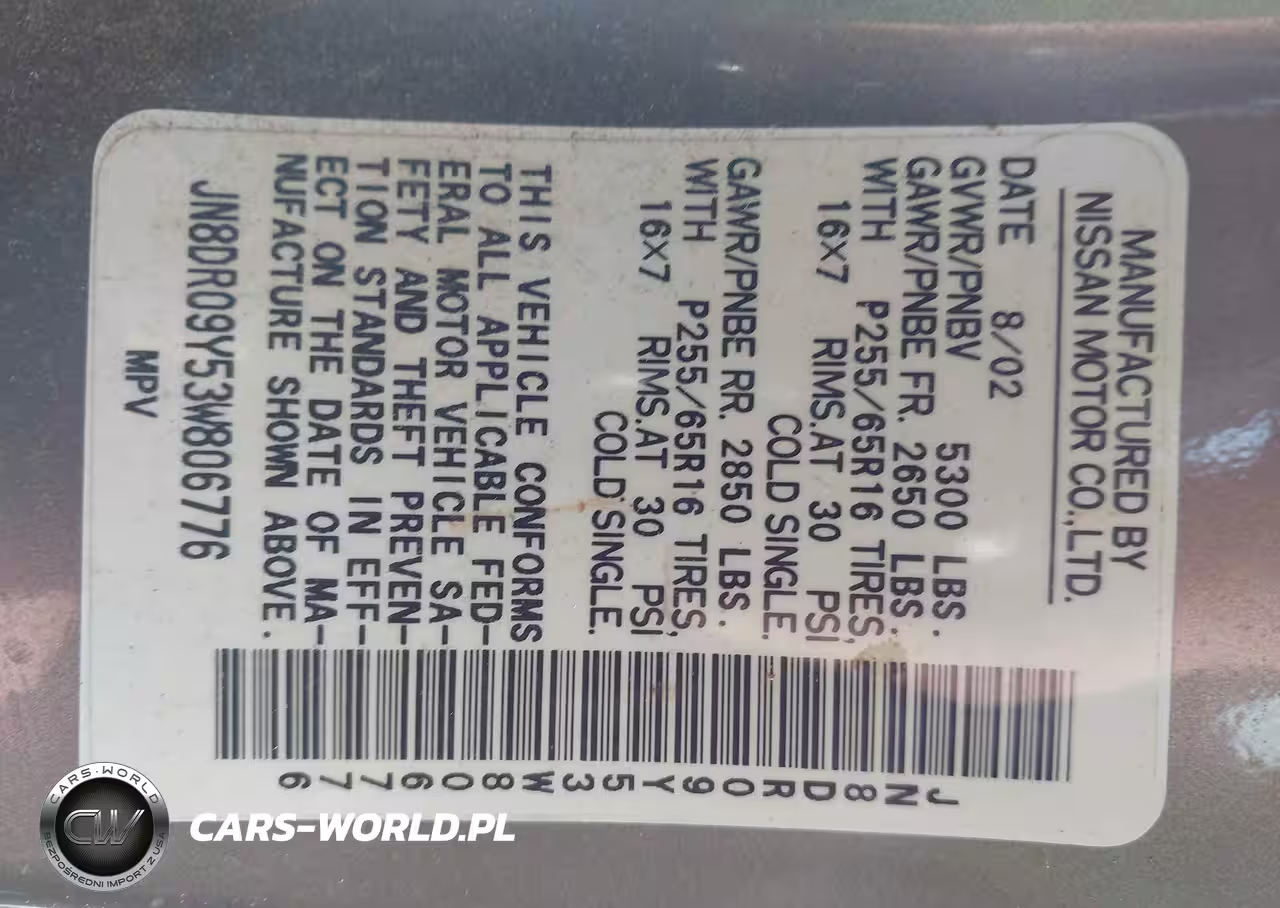 MANUFACTURED BY
NISSAN MOTOR CO.,LTD.
DATE 8/02
GVWR/PNBV 5300 LBS.
GAWR/PNBE FR. 2650 LBS.
WITH P255/65R16 TIRES,
16X7 RIMS.AT 30 PSI
COLD SINGLE.
GAWR/PNBE RR. 2850 LBS.
WITH P255/65R16 TIRES,
16X7 RIMS.AT 30 PSI
COLD SINGLE.
THIS VEHICLE CONFORMS
TO ALL APPLICABLE FED-
ERAL MOTOR VEHICLE SA-
FETY AND THEFT PREVEN-
TION STANDARDS IN EFF-
ECT ON THE DATE OF MA-
NUFACTURE SHOWN ABOVE.
JN8DR09Y53W806776
MPV
JN8DR09Y53W806776
CARS-WORLD
CW
BEZPOŚREDNI IMPORT Z USA
CARS-WORLD.PL